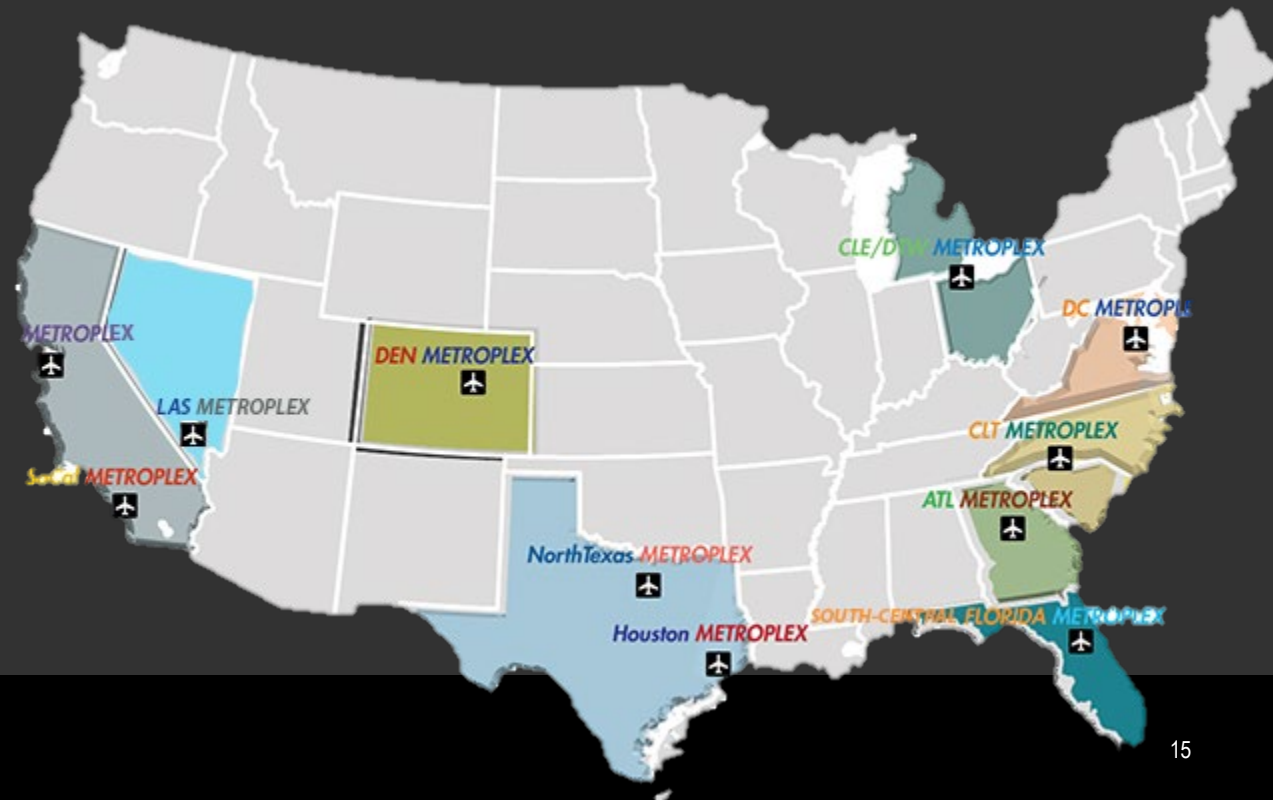 CLE/DTW METROPLEX
DC METROPLE
METROPLEX
DEN METROPLEX
LAS METROPLEX
CLT METROPLEX
SoCal METROPLEX
ATL METROPLEX
NorthTexas METROPLEX
SOUTH-CENTRAL FLORIDA METROPLEX
Houston METROPLEX
15